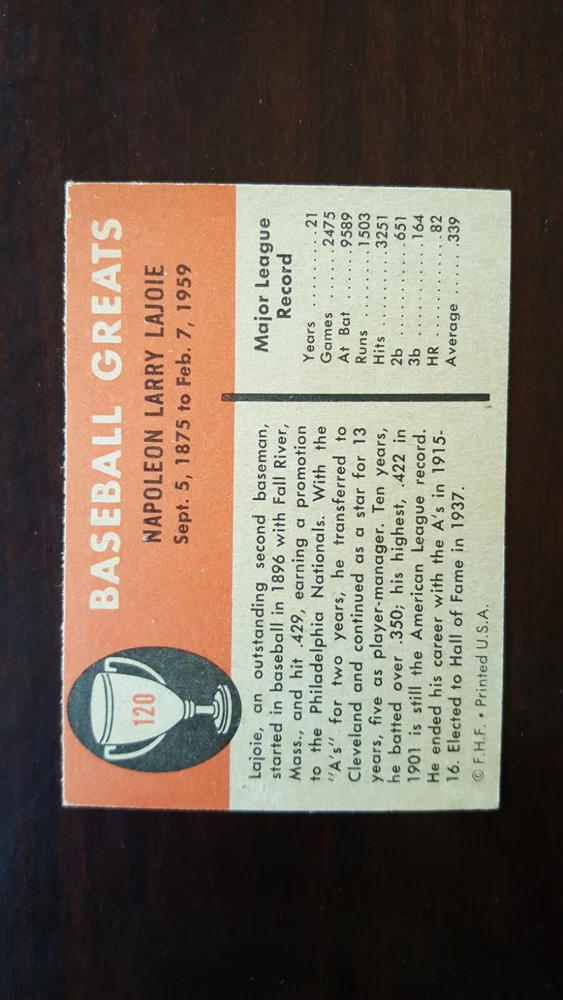 120
BASEBALL GREATS
NAPOLEON LARRY LAJOIE
Sept. 5, 1875 to Feb. 7, 1959
Lajoie, an outstanding second baseman,
started in baseball in 1896 with Fall River,
Mass., and hit .429, earning a promotion
to the Philadelphia Nationals. With the
"A's" for two years, he transferred to
Cleveland and continued as a star for 13
years, five as player-manager. Ten years,
he batted over .350; his highest, .422 in
1901 is still the American League record.
He ended his career with the A's in 1915-
16. Elected to Hall of Fame in 1937.
© F.H.F. • Printed U.S.A.
Major League
Record
Years ..........21
Games .......2475
At Bat .......9589
Runs .........1503
Hits ..........3251
2b ............651
3b ............164
HR .............82
Average ......339